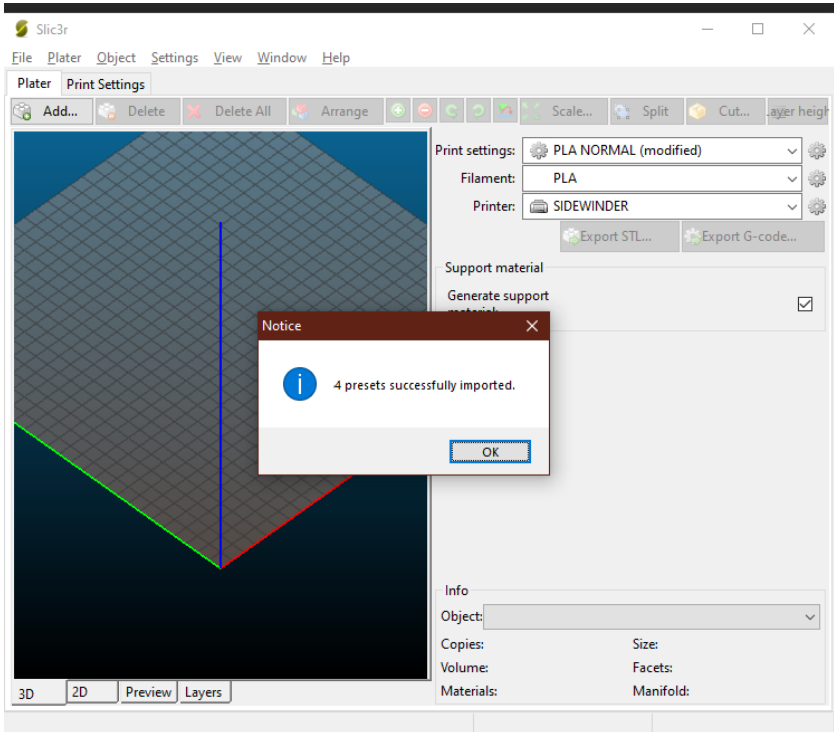 Slic3r
File Plater Object Settings View Window Help
Plater Print Settings
Add... Delete Delete All Arrange Scale... Split Cut... ayer heigh
Print settings: PLA NORMAL (modified)
Filament: PLA
Printer: SIDEWINDER
Export STL... Export G-code...
Support material
Generate support
Notice
4 presets successfully imported.
OK
Info
Object:
Copies: Size:
Volume: Facets:
Materials: Manifold:
3D 2D Preview Layers